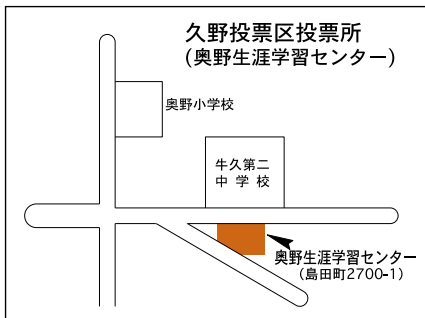 久野投票区投票所
(奥野生涯学習センター)
奥野小学校
牛久第二
中学校
奥野生涯学習センター
(島田町2700-1)